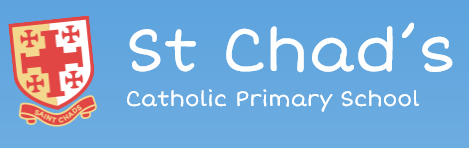 St Chad's
Catholic Primary School
SAINT CHADS